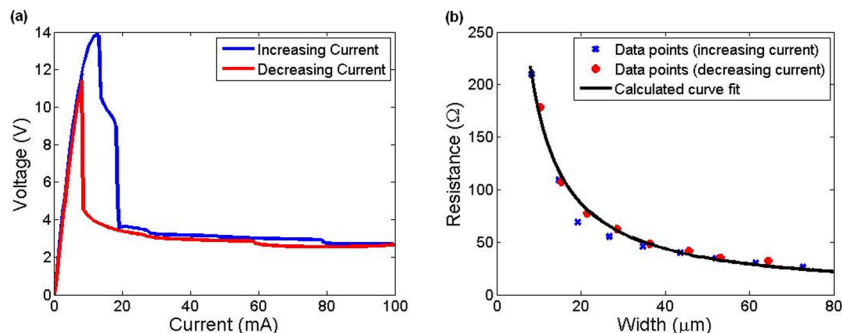 (a)
14
12
10
8
6
4
2
0
0 20 40 60 80 100
Voltage (V)
Current (mA)
Increasing Current
Decreasing Current
(b)
250
200
150
100
50
0
0 20 40 60 80
Resistance (Ω)
Width (μm)
Data points (increasing current)
Data points (decreasing current)
Calculated curve fit